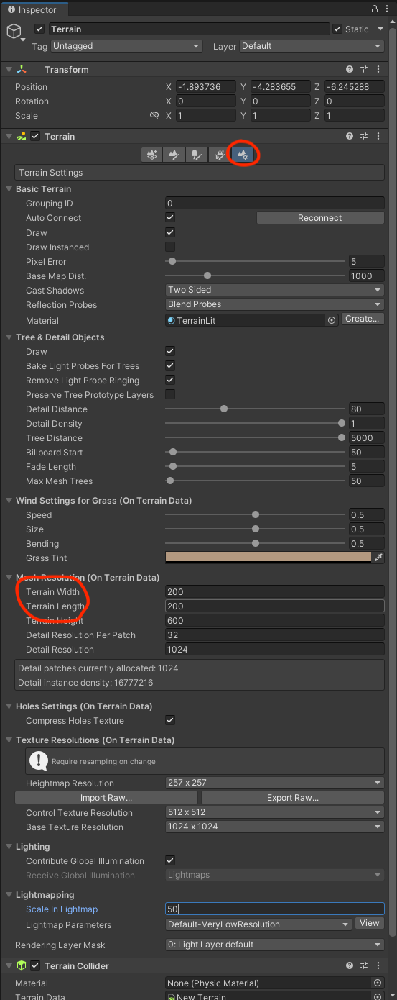 Inspector
Terrain Static
Tag Untagged Layer Default
Transform
Position X -1.893736 Y -4.283655 Z -6.245288
Rotation X 0 Y 0 Z 0
Scale X 1 Y 1 Z 1
Terrain
Terrain Settings
Basic Terrain
Grouping ID 0
Auto Connect Reconnect
Draw
Draw Instanced
Pixel Error 5
Base Map Dist. 1000
Cast Shadows Two Sided
Reflection Probes Blend Probes
Material TerrainLit Create...
Tree & Detail Objects
Draw
Bake Light Probes For Trees
Remove Light Probe Ringing
Preserve Tree Prototype Layers
Detail Distance 80
Detail Density 1
Tree Distance 5000
Billboard Start 50
Fade Length 5
Max Mesh Trees 50
Wind Settings for Grass (On Terrain Data)
Speed 0.5
Size 0.5
Bending 0.5
Grass Tint
Mesh Resolution (On Terrain Data)
Terrain Width 200
Terrain Length 200
Terrain Height 600
Detail Resolution Per Patch 32
Detail Resolution 1024
Detail patches currently allocated: 1024
Detail instance density: 16777216
Holes Settings (On Terrain Data)
Compress Holes Texture
Texture Resolutions (On Terrain Data)
Require resampling on change
Heightmap Resolution 257 x 257
Import Raw... Export Raw...
Control Texture Resolution 512 x 512
Base Texture Resolution 1024 x 1024
Lighting
Contribute Global Illumination
Receive Global Illumination Lightmaps
Lightmapping
Scale In Lightmap 50
Lightmap Parameters Default-VeryLowResolution View
Rendering Layer Mask 0: Light Layer default
Terrain Collider
Material None (Physic Material)
Terrain Data New Terrain